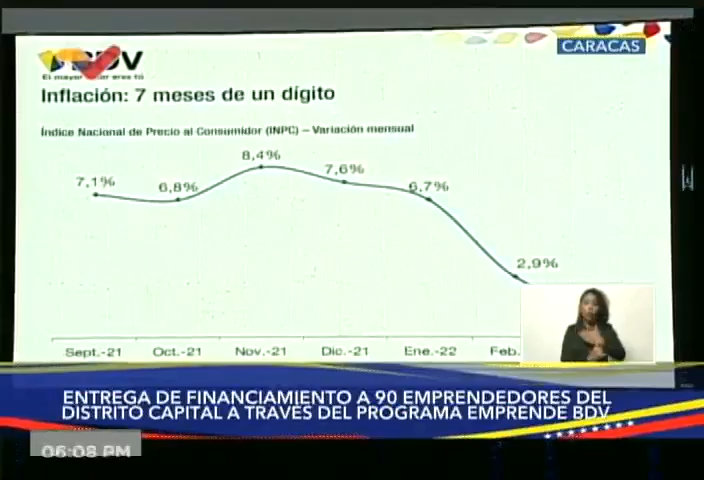 CARACAS
BDV
Inflación: 7 meses de un dígito
Índice Nacional de Precio al Consumidor (INPC) – Variación mensual
7,1%
6,8%
8,4%
7,6%
6,7%
2,9%
Sept.-21
Oct.-21
Nov.-21
Dic.-21
Ene.-22
Feb.
ENTREGA DE FINANCIAMIENTO A 90 EMPRENDEDORES DEL
DISTRITO CAPITAL A TRAVÉS DEL PROGRAMA EMPRENDE BDV
06:08 PM